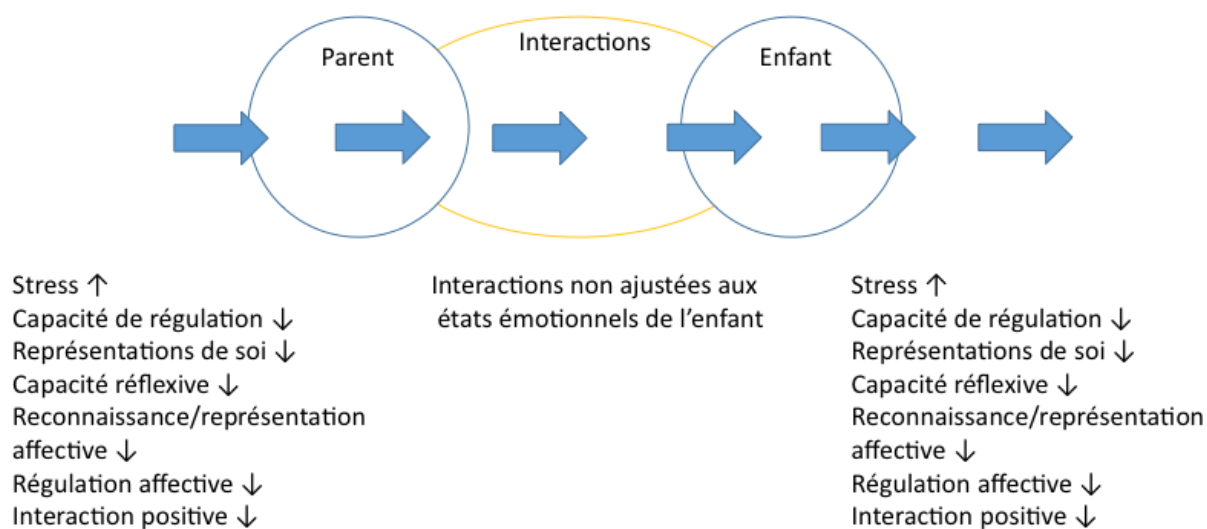 Parent
Interactions
Enfant
Stress ↑
Capacité de régulation ↓
Représentations de soi ↓
Capacité réflexive ↓
Reconnaissance/représentation
affective ↓
Régulation affective ↓
Interaction positive ↓
Interactions non ajustées aux
états émotionnels de l’enfant
Stress ↑
Capacité de régulation ↓
Représentations de soi ↓
Capacité réflexive ↓
Reconnaissance/représentation
affective ↓
Régulation affective ↓
Interaction positive ↓